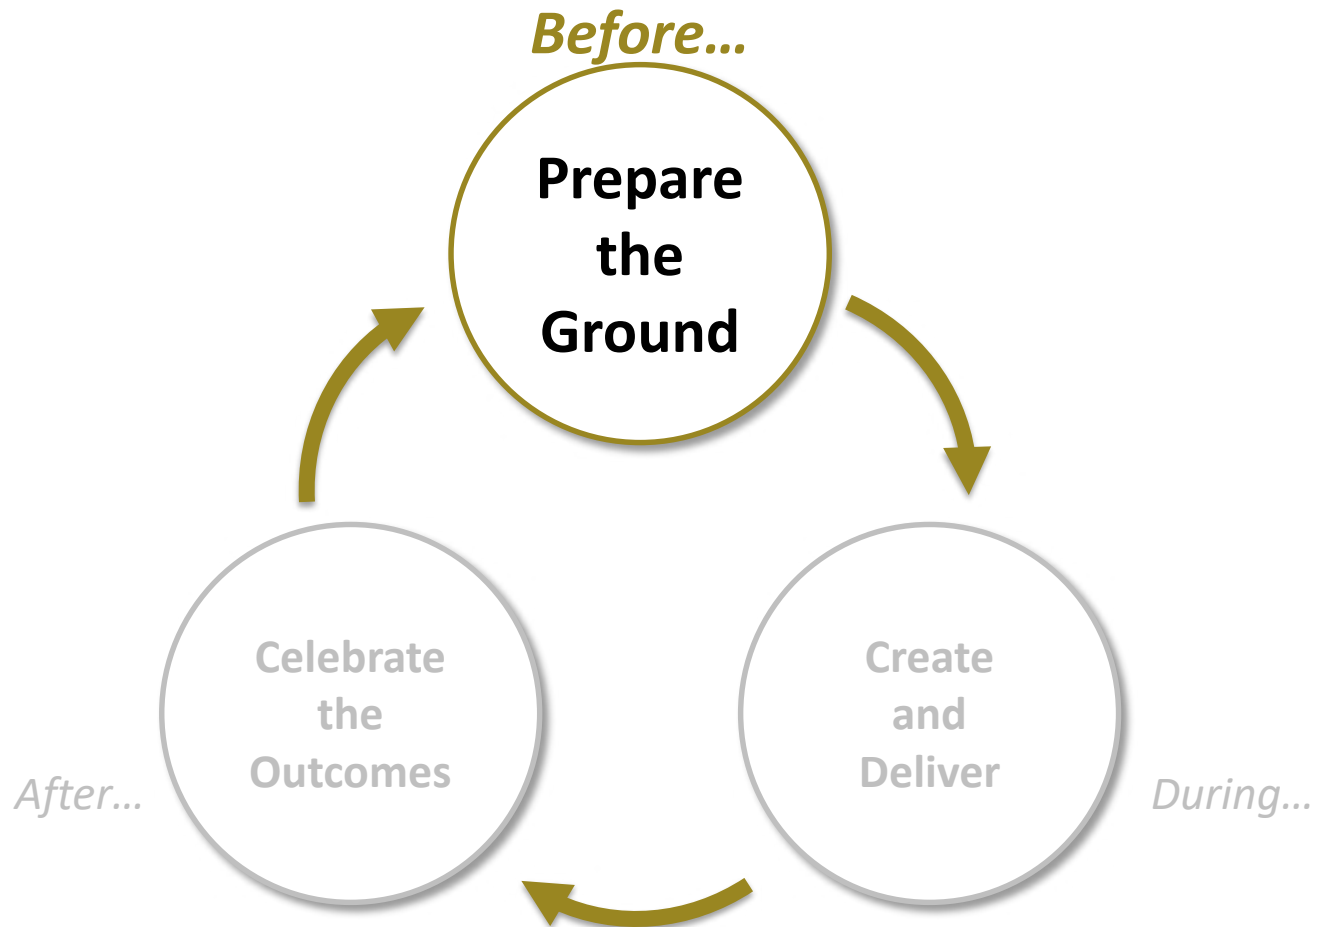 Before…
Prepare
the
Ground
Celebrate
the
Outcomes
After…
Create
and
Deliver
During…